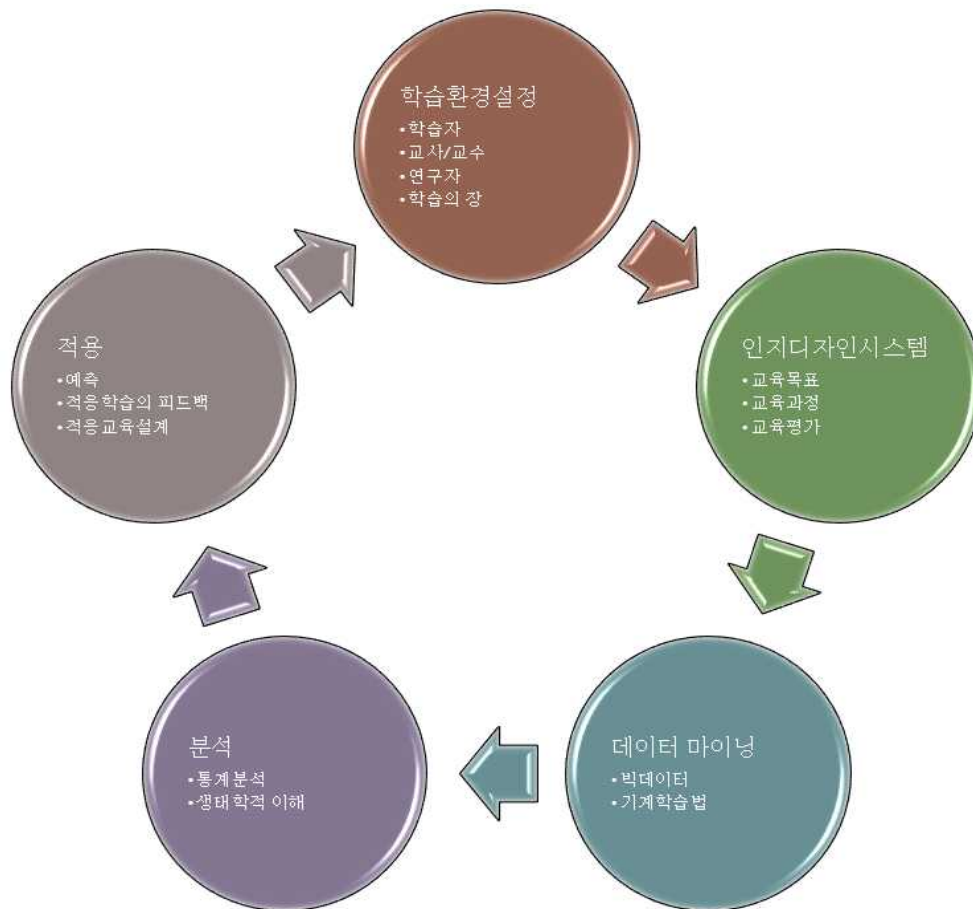 학습환경설정
•학습자
•교사/교수
•연구자
•학습의 장
인지디자인시스템
•교육목표
•교육과정
•교육평가
데이터 마이닝
•빅데이터
•기계학습법
분석
•통계분석
•생태학적 이해
적용
•예측
•적응학습의 피드백
•적응교육설계